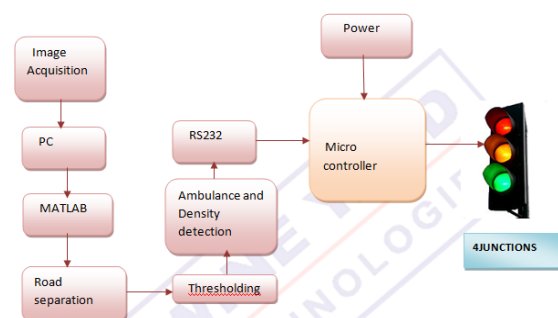 Image
Acquisition
PC
MATLAB
Road
separation
Thresholding
Ambulance and
Density
detection
RS232
Power
Micro
controller
4JUNCTIONS